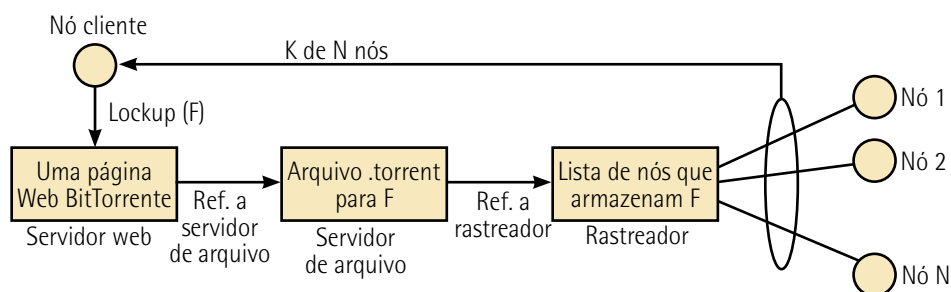 Nó cliente
K de N nós
Lockup (F)
Nó 1
Nó 2
Nó N
Uma página
Web BitTorrente
Servidor web
Ref. a
servidor
de arquivo
Arquivo .torrent
para F
Servidor
de arquivo
Ref. a
rastreador
Lista de nós que
armazenam F
Rastreador